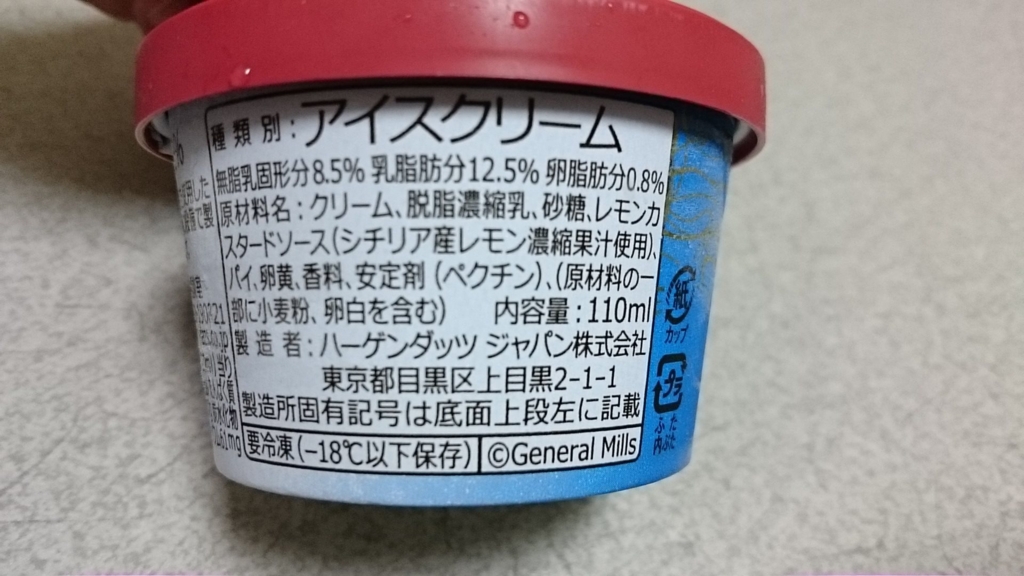 種類別：アイスクリーム
無脂乳固形分8.5% 乳脂肪分12.5% 卵脂肪分0.8%
原材料名：クリーム、脱脂濃縮乳、砂糖、レモンカ
スタードソース(シチリア産レモン濃縮果汁使用)、
パイ、卵黄、香料、安定剤(ペクチン)、(原材料の一
部に小麦粉、卵白を含む) 内容量：110ml
製造者：ハーゲンダッツ ジャパン株式会社
東京都目黒区上目黒2-1-1
製造所固有記号は底面上段左に記載
要冷凍(-18℃以下保存) ©General Mills
紙
カップ
プラ
ふた
内ぶた